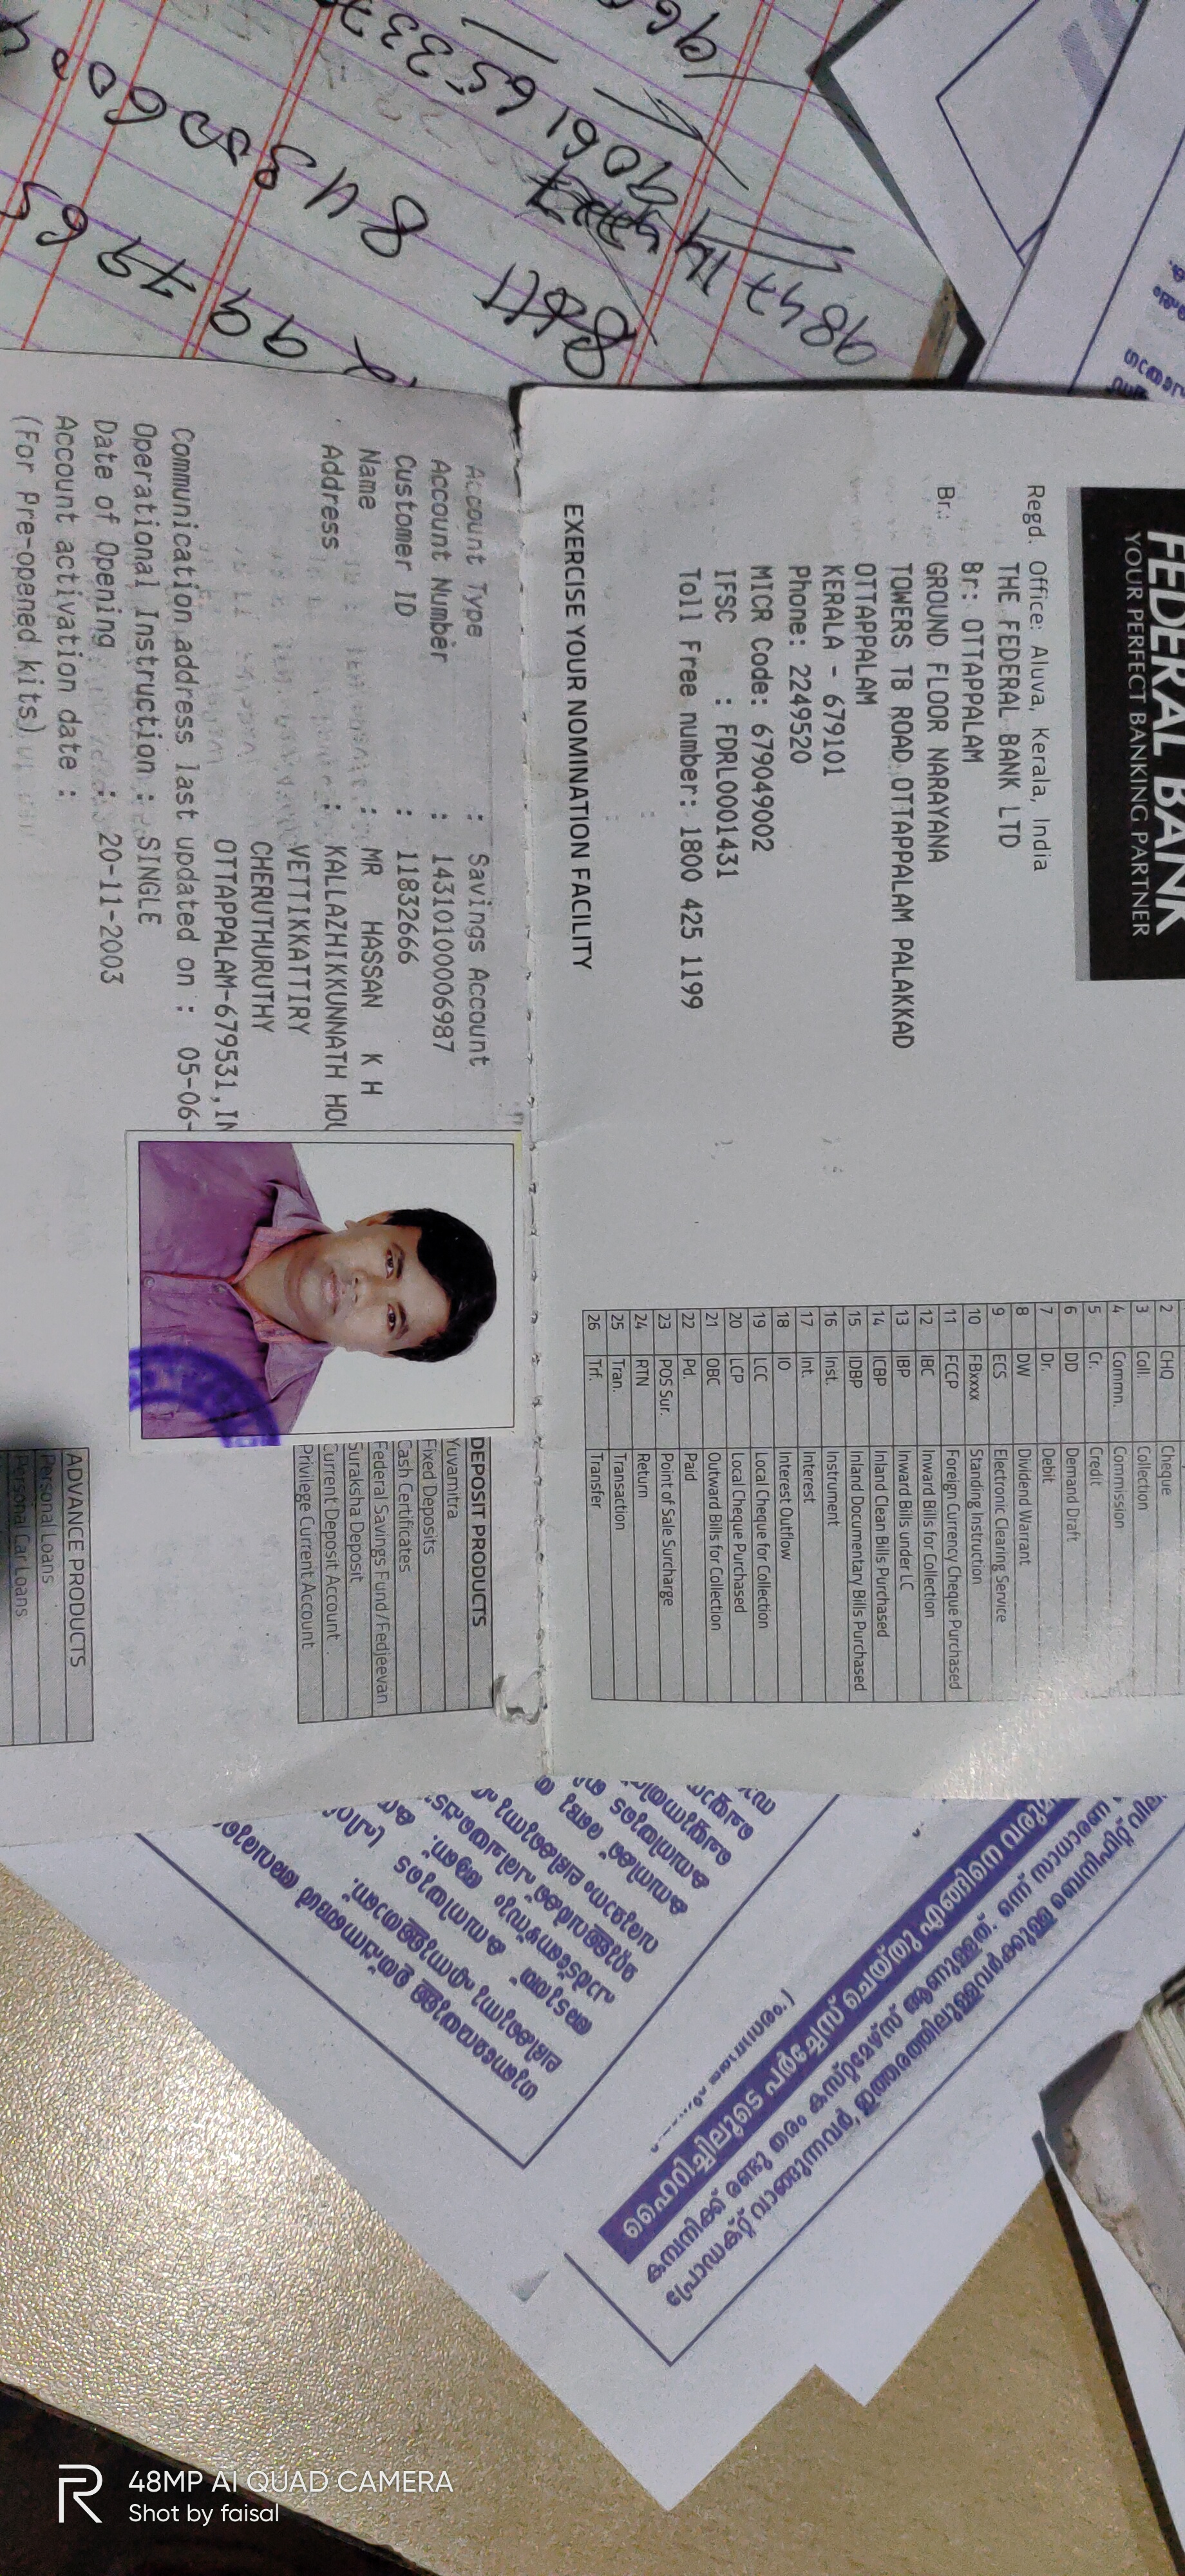 FEDERAL BANK
YOUR PERFECT BANKING PARTNER
Regd. Office: Aluva, Kerala, India
THE FEDERAL BANK LTD
Br: OTTAPPALAM
Br.: GROUND FLOOR NARAYANA
TOWERS TB ROAD OTTAPPALAM PALAKKAD
OTTAPPALAM
KERALA - 679101
Phone: 2249520
MICR Code: 679049002
IFSC : FDRL0001431
Toll Free number: 1800 425 1199
EXERCISE YOUR NOMINATION FACILITY
2 CHQ Cheque
3 Coll. Collection
4 Commn. Commission
5 Cr. Credit
6 DD Demand Draft
7 Dr. Debit
8 DW Dividend Warrant
9 ECS Electronic Clearing Service
10 FBxxxx Standing Instruction
11 FCCP Foreign Currency Cheque Purchased
12 IBC Inward Bills for Collection
13 IBP Inward Bills under LC
14 ICBP Inland Clean Bills Purchased
15 IDBP Inland Documentary Bills Purchased
16 Inst. Instrument
17 Int. Interest
18 IO Interest Outflow
19 LCC Local Cheque for Collection
20 LCP Local Cheque Purchased
21 OBC Outward Bills for Collection
22 Pd. Paid
23 POS Sur. Point of Sale Surcharge
24 RTN Return
25 Tran. Transaction
26 Trf. Transfer
Account Type : Savings Account
Account Number : 14310100006987
Customer ID : 11832666
Name : MR HASSAN K H
Address : KALLAZHIKKUNNATH HOU
VETTIKKATTIRY
CHERUTHURUTHY
OTTAPPALAM-679531,IN
Communication address last updated on : 05-06-
Operational Instruction : SINGLE
Date of Opening : 20-11-2003
Account activation date :
(For Pre-opened kits)
DEPOSIT PRODUCTS
Yuvamitra
Fixed Deposits
Cash Certificates
Federal Savings Fund/Fedjeevan
Suraksha Deposit
Current Deposit Account
Privilege Current Account
ADVANCE PRODUCTS
Personal Loans
Personal Car Loans
ഹൈറിച്ചിലൂടെ പർച്ചേസ് ചെയ്തു എങ്ങിനെ വരുമ
കമ്പനിക്ക് രണ്ടു തരം കസ്റ്റമേഴ്സ് ആണുള്ളത്. ഒന്ന് സാധാരണ
പ്രോഡക്റ്റ് വാങ്ങുന്നവർ, ഇത്തരത്തിലുള്ളവർക്കുള്ള ബെനിഫിറ്റ് വില
48MP AI QUAD CAMERA
Shot by faisal